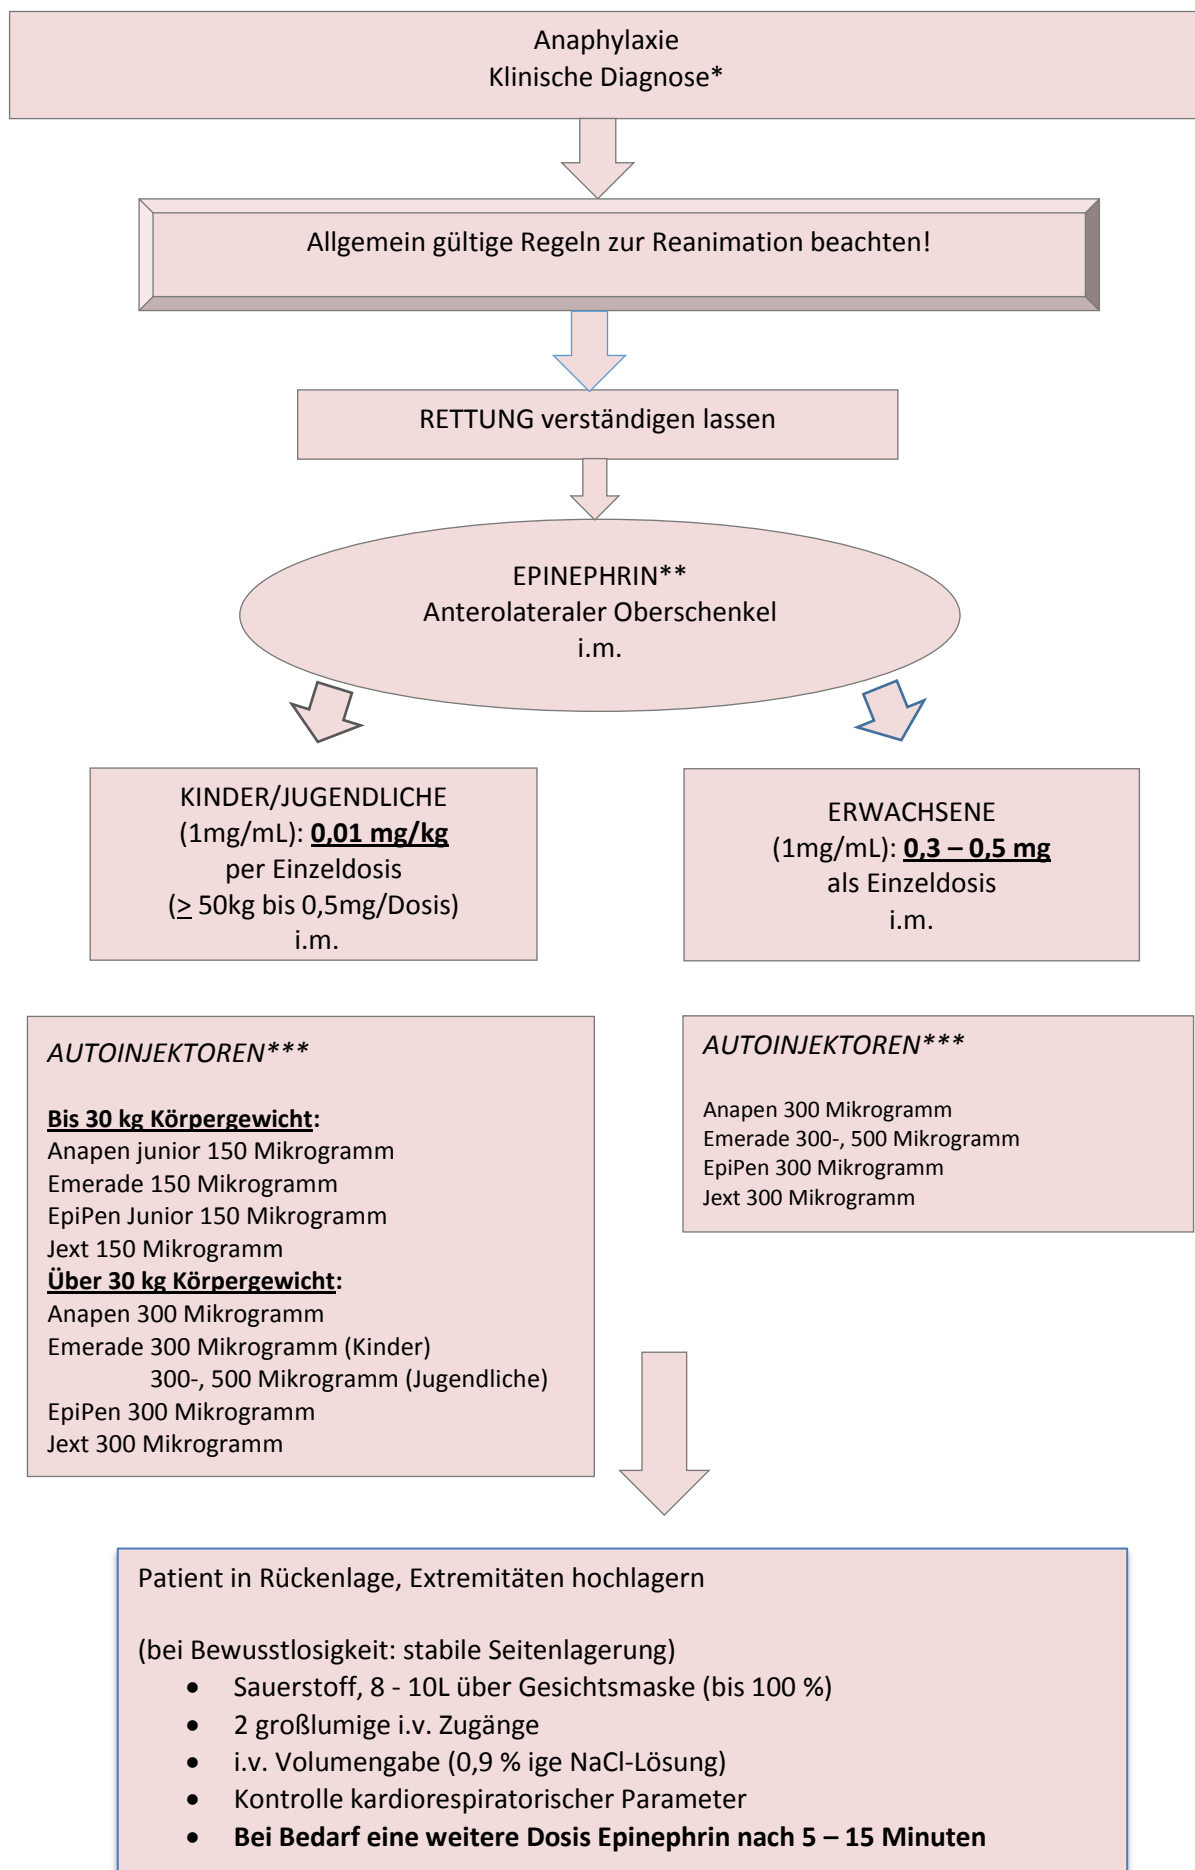 Anaphylaxie
Klinische Diagnose*
Allgemein gültige Regeln zur Reanimation beachten!
RETTUNG verständigen lassen
EPINEPHRIN**
Anterolateraler Oberschenkel
i.m.
KINDER/JUGENDLICHE
(1mg/mL): 0,01 mg/kg
per Einzeldosis
(≥ 50kg bis 0,5mg/Dosis)
i.m.
ERWACHSENE
(1mg/mL): 0,3 – 0,5 mg
als Einzeldosis
i.m.
AUTOINJEKTOREN***
Bis 30 kg Körpergewicht:
Anapen junior 150 Mikrogramm
Emerade 150 Mikrogramm
EpiPen Junior 150 Mikrogramm
Jext 150 Mikrogramm
Über 30 kg Körpergewicht:
Anapen 300 Mikrogramm
Emerade 300 Mikrogramm (Kinder)
300-, 500 Mikrogramm (Jugendliche)
EpiPen 300 Mikrogramm
Jext 300 Mikrogramm
AUTOINJEKTOREN***
Anapen 300 Mikrogramm
Emerade 300-, 500 Mikrogramm
EpiPen 300 Mikrogramm
Jext 300 Mikrogramm
Patient in Rückenlage, Extremitäten hochlagern
(bei Bewusstlosigkeit: stabile Seitenlagerung)
• Sauerstoff, 8 - 10L über Gesichtsmaske (bis 100 %)
• 2 großlumige i.v. Zugänge
• i.v. Volumengabe (0,9 % ige NaCl-Lösung)
• Kontrolle kardiorespiratorischer Parameter
• Bei Bedarf eine weitere Dosis Epinephrin nach 5 – 15 Minuten